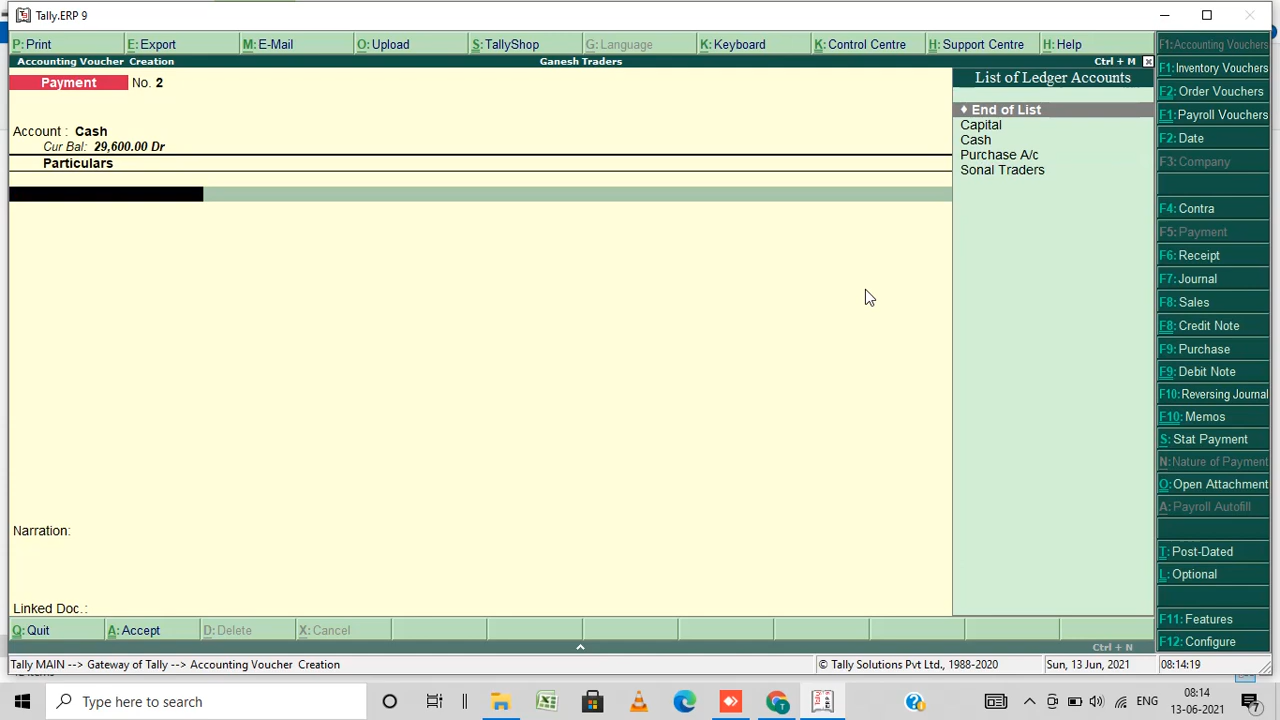 Tally.ERP 9
P: Print E: Export M: E-Mail O: Upload S: TallyShop G: Language K: Keyboard K: Control Centre H: Support Centre H: Help
Accounting Voucher Creation Ganesh Traders Ctrl + M
Payment No. 2
Account : Cash
Cur Bal: 29,600.00 Dr
Particulars
Narration:
Linked Doc.:
List of Ledger Accounts
♦ End of List
Capital
Cash
Purchase A/c
Sonal Traders
F1: Accounting Vouchers
F1: Inventory Vouchers
F2: Order Vouchers
F1: Payroll Vouchers
F2: Date
F3: Company
F4: Contra
F5: Payment
F6: Receipt
F7: Journal
F8: Sales
F8: Credit Note
F9: Purchase
F9: Debit Note
F10: Reversing Journal
F10: Memos
S: Stat Payment
N: Nature of Payment
O: Open Attachment
A: Payroll Autofill
T: Post-Dated
L: Optional
F11: Features
F12: Configure
Q: Quit A: Accept D: Delete X: Cancel
Ctrl + N
Tally MAIN --> Gateway of Tally --> Accounting Voucher Creation © Tally Solutions Pvt Ltd., 1988-2020 Sun, 13 Jun, 2021 08:14:19
Type here to search
ENG
08:14
13-06-2021
7